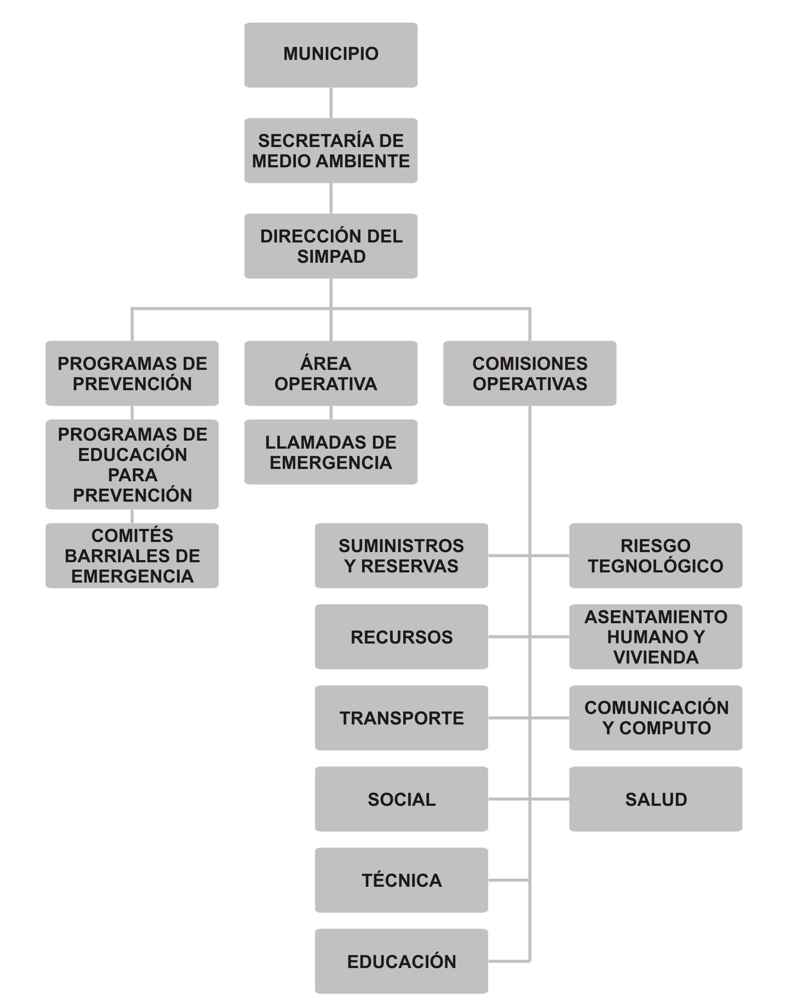 MUNICIPIO
SECRETARÍA DE
MEDIO AMBIENTE
DIRECCIÓN DEL
SIMPAD
PROGRAMAS DE
PREVENCIÓN
ÁREA
OPERATIVA
COMISIONES
OPERATIVAS
PROGRAMAS DE
EDUCACIÓN
PARA
PREVENCIÓN
LLAMADAS DE
EMERGENCIA
COMITÉS
BARRIALES DE
EMERGENCIA
SUMINISTROS
Y RESERVAS
RIESGO
TEGNOLÓGICO
RECURSOS
ASENTAMIENTO
HUMANO Y
VIVIENDA
TRANSPORTE
COMUNICACIÓN
Y COMPUTO
SOCIAL
SALUD
TÉCNICA
EDUCACIÓN